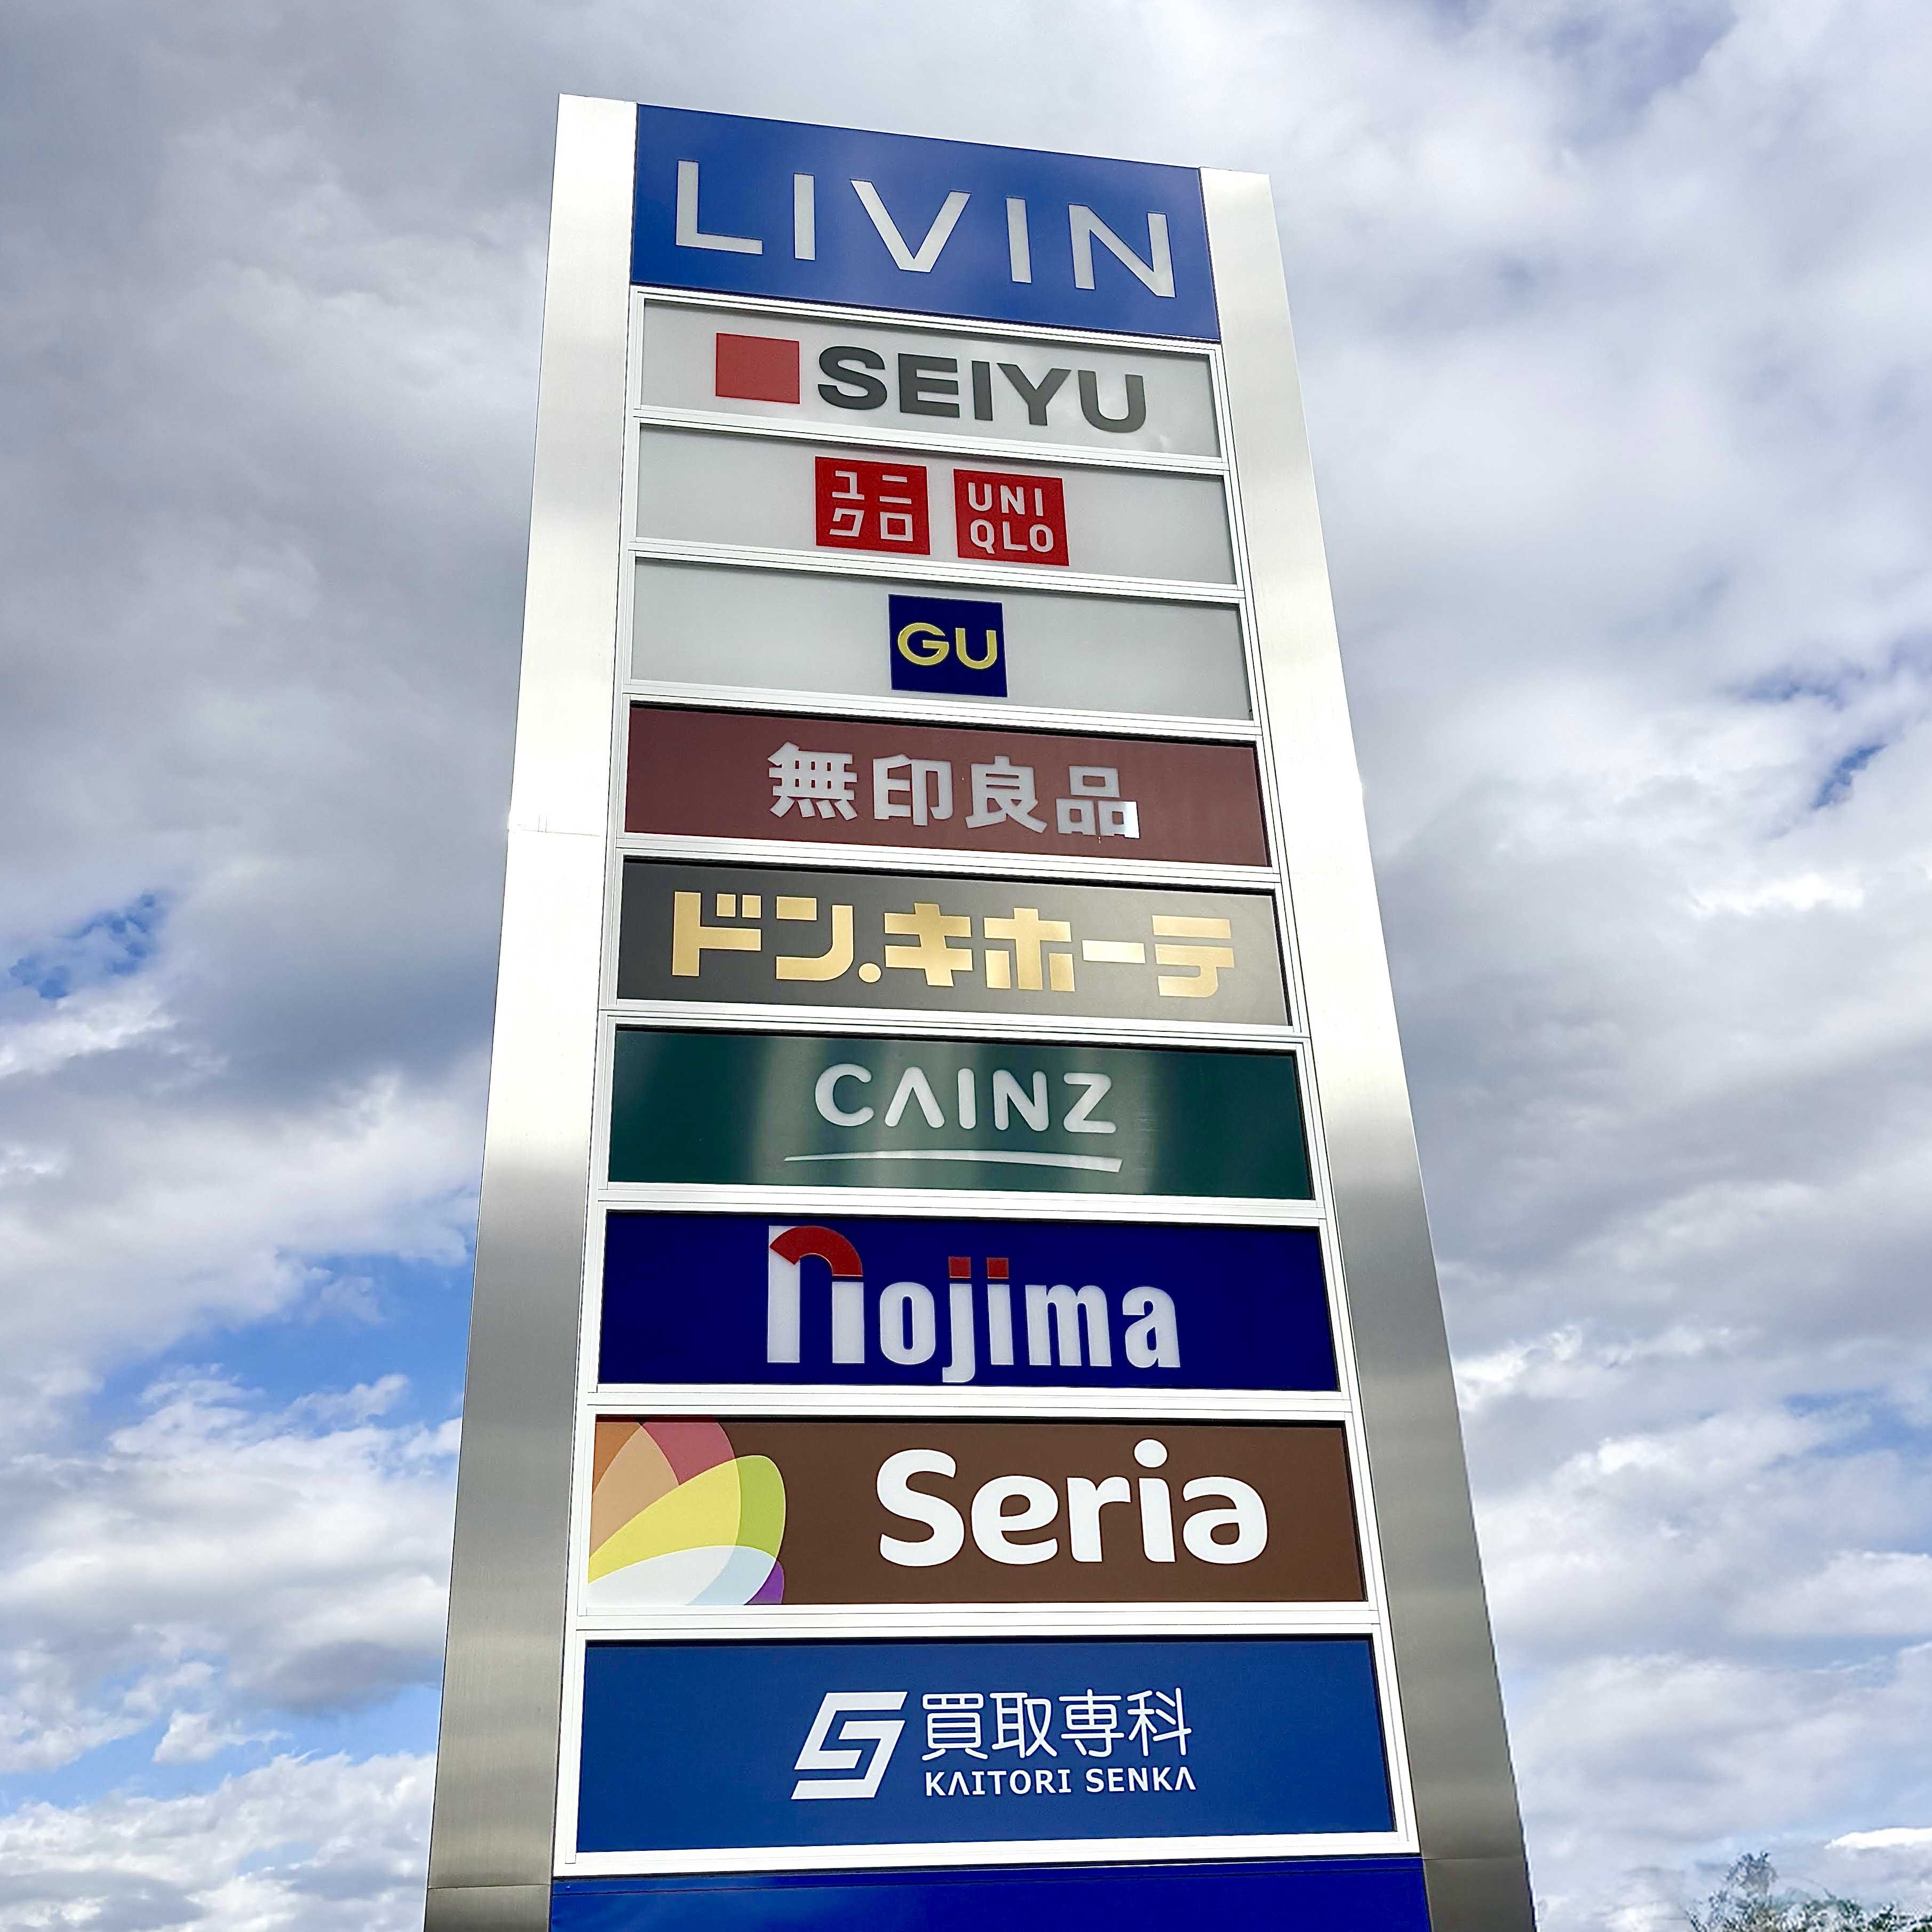 LIVIN
SEIYU
ユニ
クロ
UNI
QLO
GU
無印良品
ドン.キホーテ
CAINZ
nojima
Seria
買取専科
KAITORI SENKA